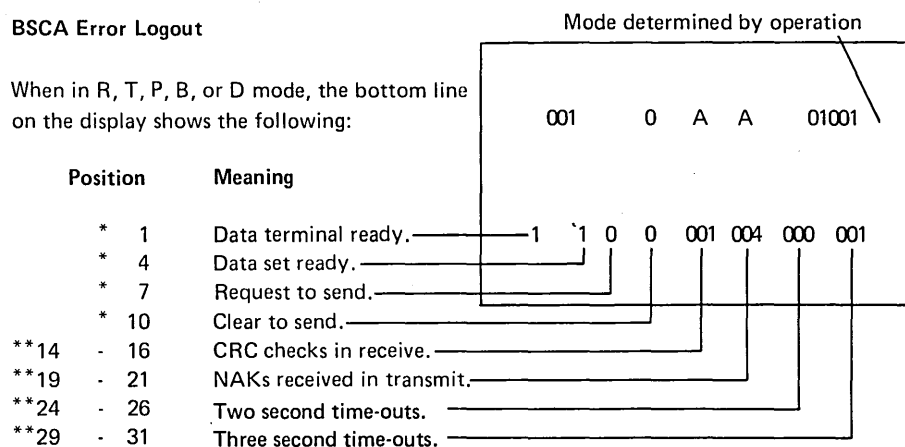 BSCA Error Logout
Mode determined by operation
When in R, T, P, B, or D mode, the bottom line
on the display shows the following:
001 0 A A 01001
Position Meaning
* 1 Data terminal ready.
1 1 0 0 001 004 000 001
* 4 Data set ready.
* 7 Request to send.
* 10 Clear to send.
**14 - 16 CRC checks in receive.
**19 - 21 NAKs received in transmit.
**24 - 26 Two second time-outs.
**29 - 31 Three second time-outs.